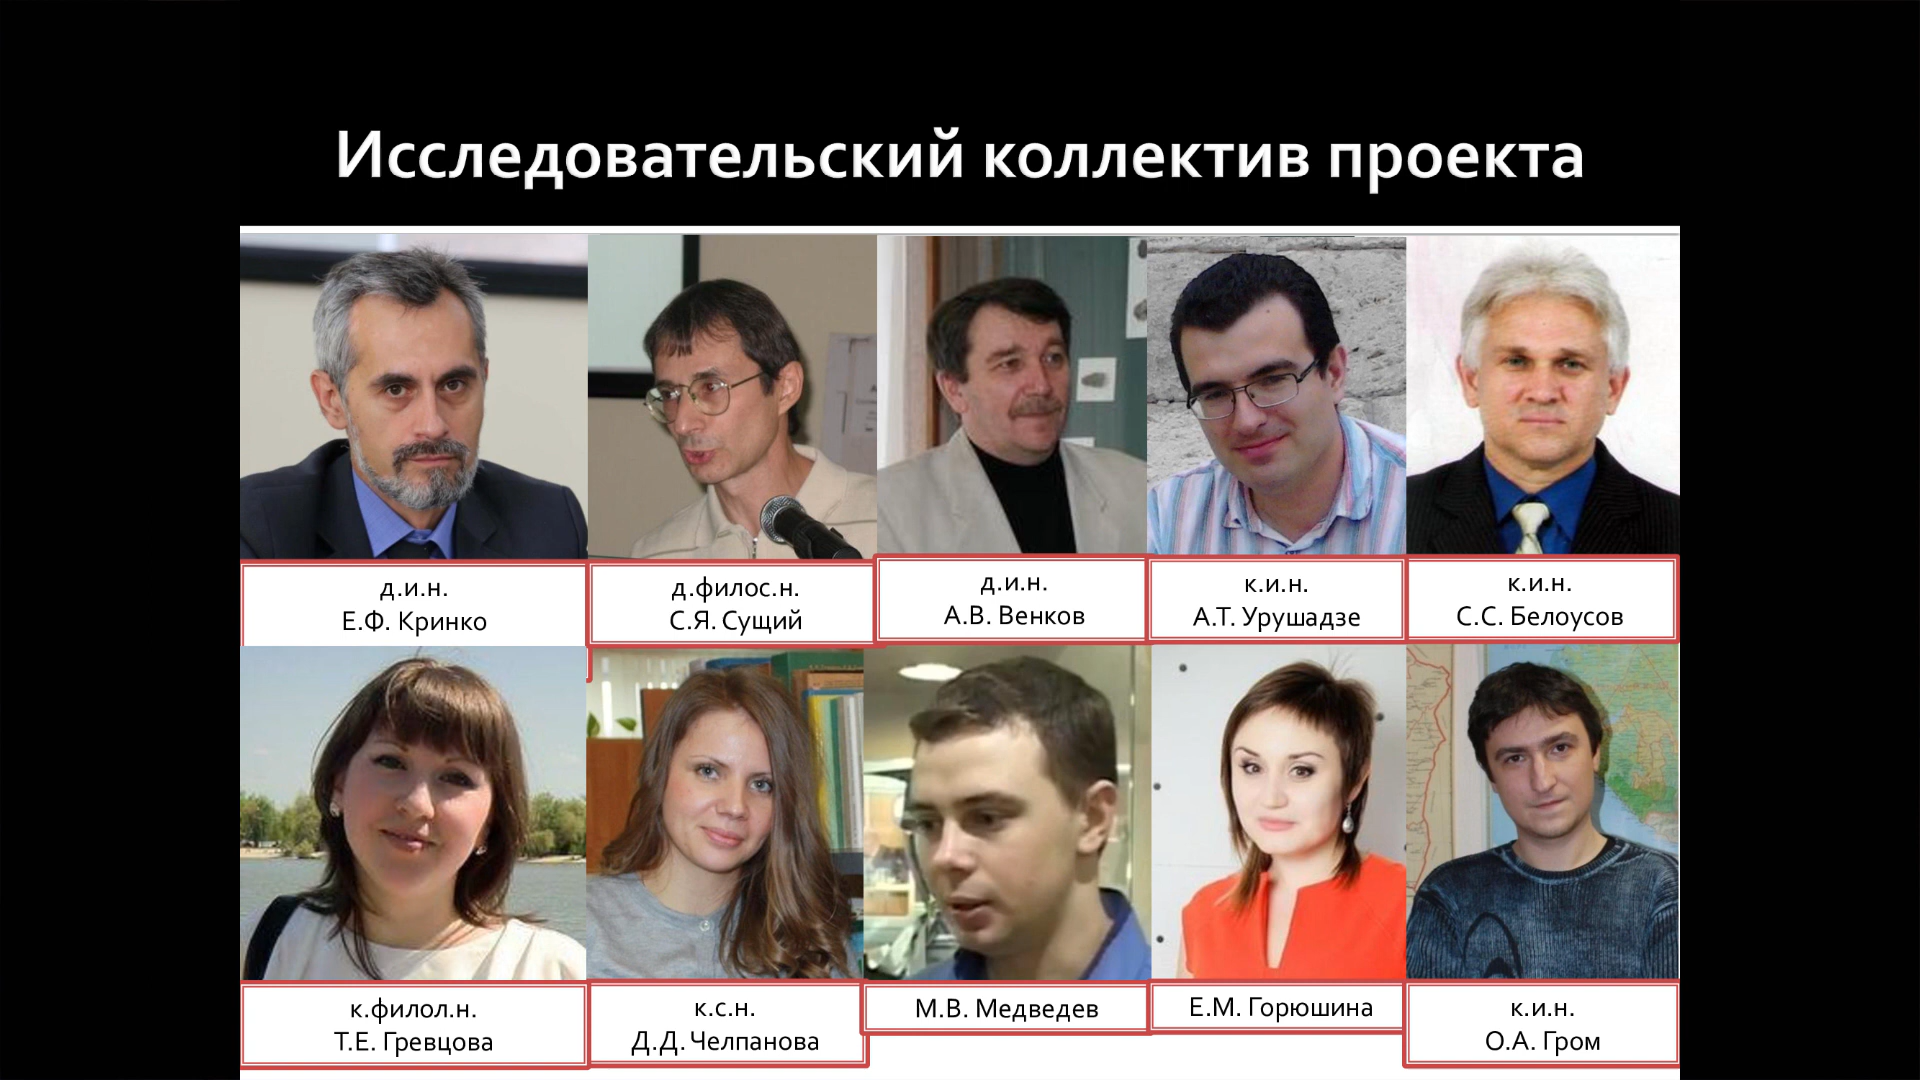 Исследовательский коллектив проекта
д.и.н.
Е.Ф. Кринко
д.филос.н.
С.Я. Сущий
д.и.н.
А.В. Венков
к.и.н.
А.Т. Урушадзе
к.и.н.
С.С. Белоусов
к.филол.н.
Т.Е. Гревцова
к.с.н.
Д.Д. Челпанова
М.В. Медведев
Е.М. Горюшина
к.и.н.
О.А. Гром